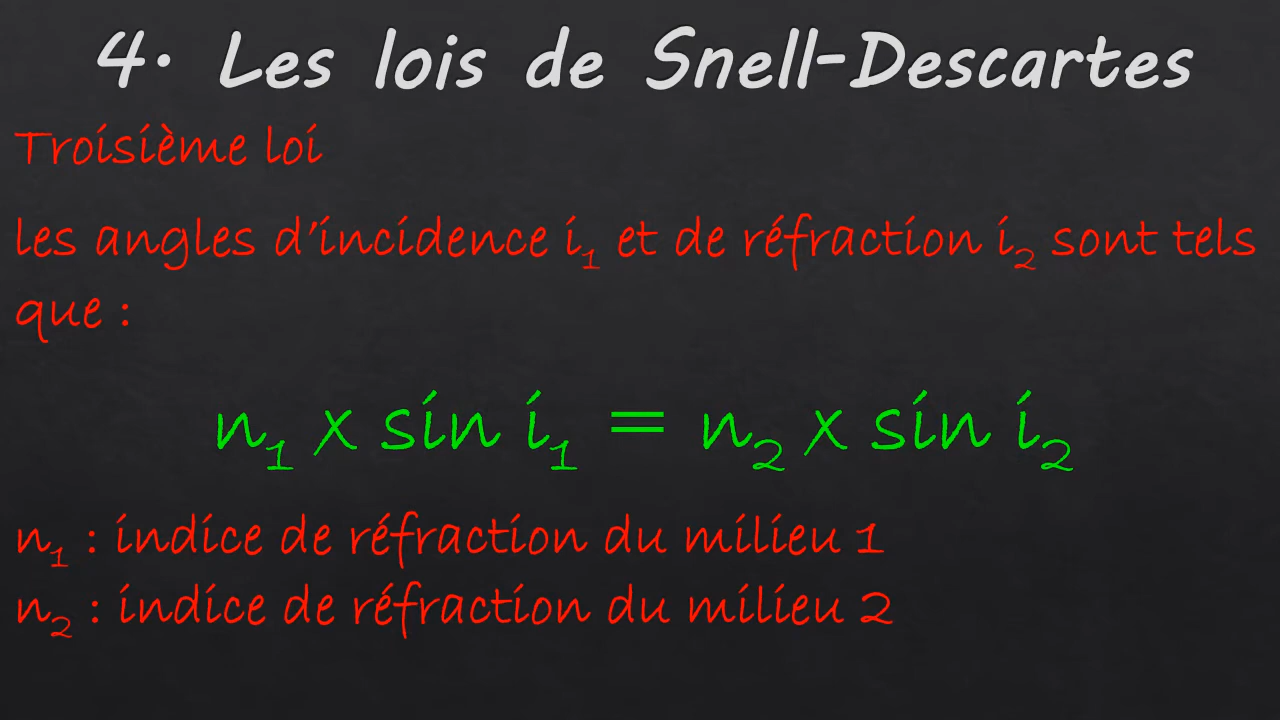 4. Les lois de Snell-Descartes
Troisième loi
les angles d'incidence i₁ et de réfraction i₂ sont tels
que :
n₁ x sin i₁ = n₂ x sin i₂
n₁ : indice de réfraction du milieu 1
n₂ : indice de réfraction du milieu 2